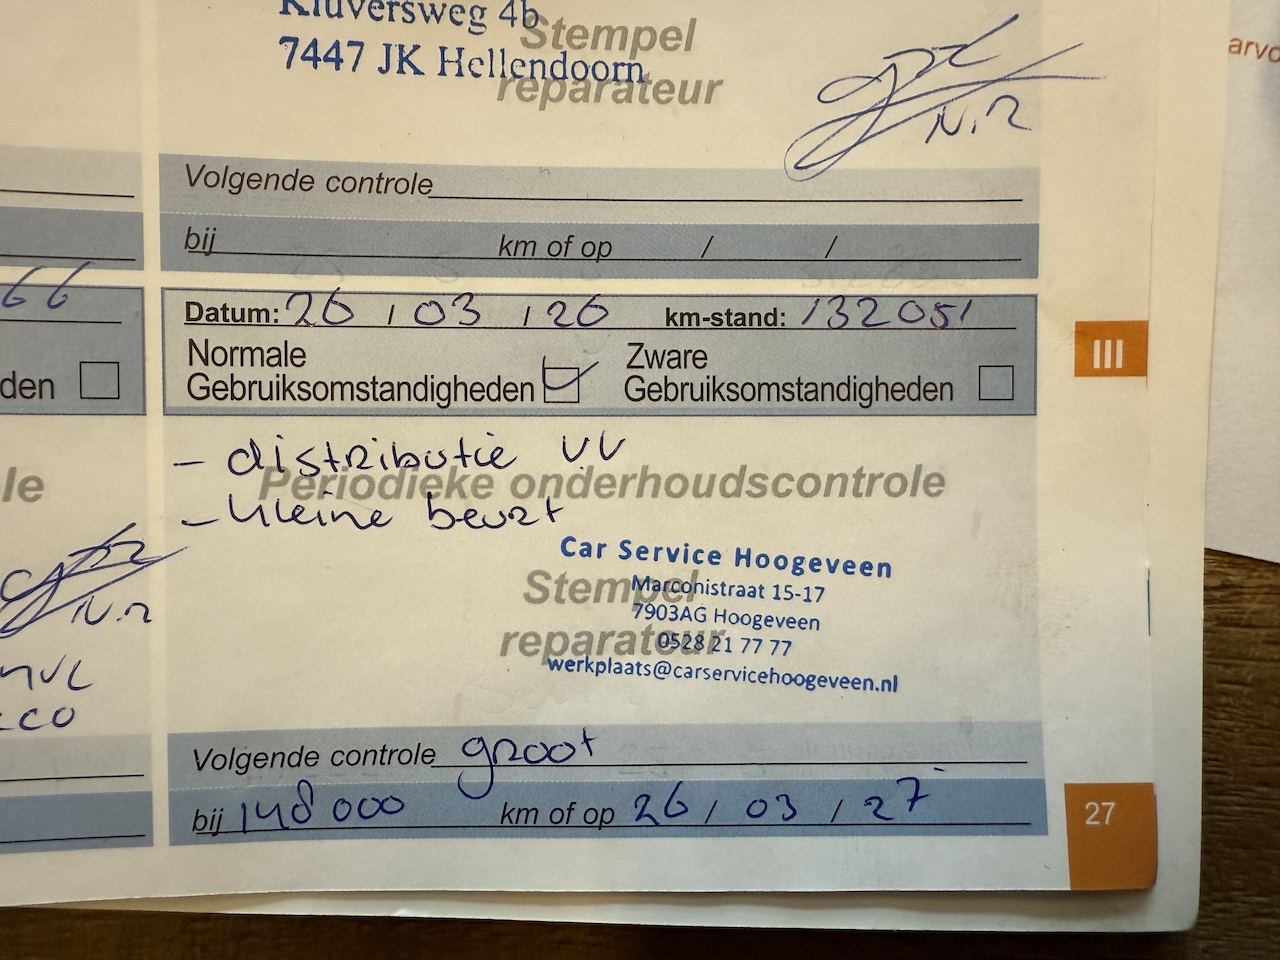 Kluversweg 4b
7447 JK Hellendoorn
Stempel
reparateur
N.R
arvo
Volgende controle
bij km of op / /
66
Datum: 26 / 03 / 26 km-stand: 132051
Normale
Gebruiksomstandigheden
Zware
Gebruiksomstandigheden
III
den
- distributie VV
Periodieke onderhoudscontrole
le
- kleine beurt
Car Service Hoogeveen
Marconistraat 15-17
7903AG Hoogeveen
0528 21 77 77
werkplaats@carservicehoogeveen.nl
Stempel
reparateur
N.R
Volgende controle groot
bij 148 000 km of op 26 / 03 / 27
27